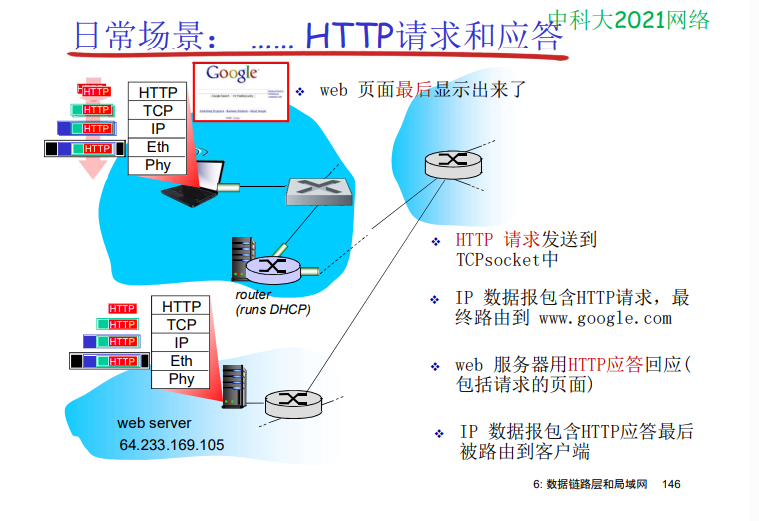 中科大2021网络
日常场景： …… HTTP请求和应答
HTTP
HTTP
HTTP
HTTP
HTTP
HTTP
TCP
IP
Eth
Phy
Google
web 页面最后显示出来了
router
(runs DHCP)
HTTP
HTTP
HTTP
HTTP
HTTP
TCP
IP
Eth
Phy
web server
64.233.169.105
HTTP 请求发送到
TCPsocket中
IP 数据报包含HTTP请求，最
终路由到 www.google.com
web 服务器用HTTP应答回应(
包括请求的页面)
IP 数据报包含HTTP应答最后
被路由到客户端
6: 数据链路层和局域网 146